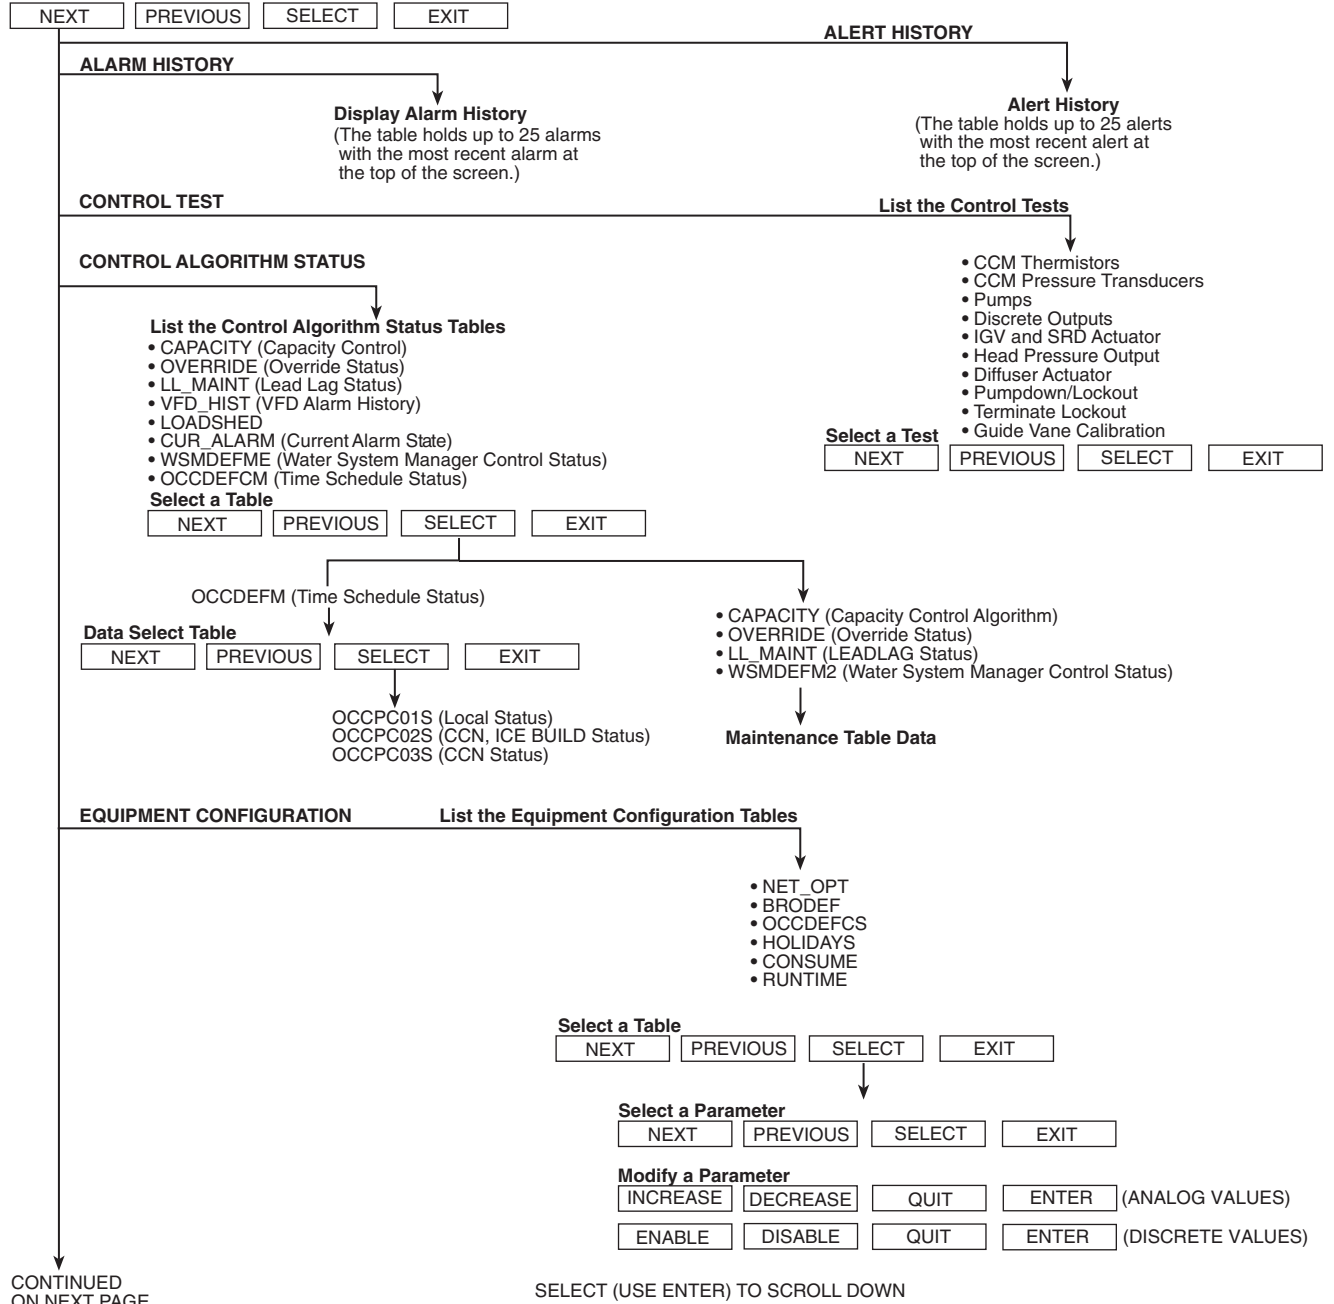 NEXT PREVIOUS SELECT EXIT
ALERT HISTORY
ALARM HISTORY
Display Alarm History
(The table holds up to 25 alarms
with the most recent alarm at
the top of the screen.)
Alert History
(The table holds up to 25 alerts
with the most recent alert at
the top of the screen.)
CONTROL TEST
List the Control Tests
• CCM Thermistors
• CCM Pressure Transducers
• Pumps
• Discrete Outputs
• IGV and SRD Actuator
• Head Pressure Output
• Diffuser Actuator
• Pumpdown/Lockout
• Terminate Lockout
• Guide Vane Calibration
Select a Test
NEXT PREVIOUS SELECT EXIT
CONTROL ALGORITHM STATUS
List the Control Algorithm Status Tables
• CAPACITY (Capacity Control)
• OVERRIDE (Override Status)
• LL_MAINT (Lead Lag Status)
• VFD_HIST (VFD Alarm History)
• LOADSHED
• CUR_ALARM (Current Alarm State)
• WSMDEFME (Water System Manager Control Status)
• OCCDEFCM (Time Schedule Status)
Select a Table
NEXT PREVIOUS SELECT EXIT
OCCDEFM (Time Schedule Status)
Data Select Table
NEXT PREVIOUS SELECT EXIT
OCCPC01S (Local Status)
OCCPC02S (CCN, ICE BUILD Status)
OCCPC03S (CCN Status)
• CAPACITY (Capacity Control Algorithm)
• OVERRIDE (Override Status)
• LL_MAINT (LEADLAG Status)
• WSMDEFM2 (Water System Manager Control Status)
Maintenance Table Data
EQUIPMENT CONFIGURATION
List the Equipment Configuration Tables
• NET_OPT
• BRODEF
• OCCDEFCS
• HOLIDAYS
• CONSUME
• RUNTIME
Select a Table
NEXT PREVIOUS SELECT EXIT
Select a Parameter
NEXT PREVIOUS SELECT EXIT
Modify a Parameter
INCREASE DECREASE QUIT ENTER (ANALOG VALUES)
ENABLE DISABLE QUIT ENTER (DISCRETE VALUES)
CONTINUED
ON NEXT PAGE
SELECT (USE ENTER) TO SCROLL DOWN